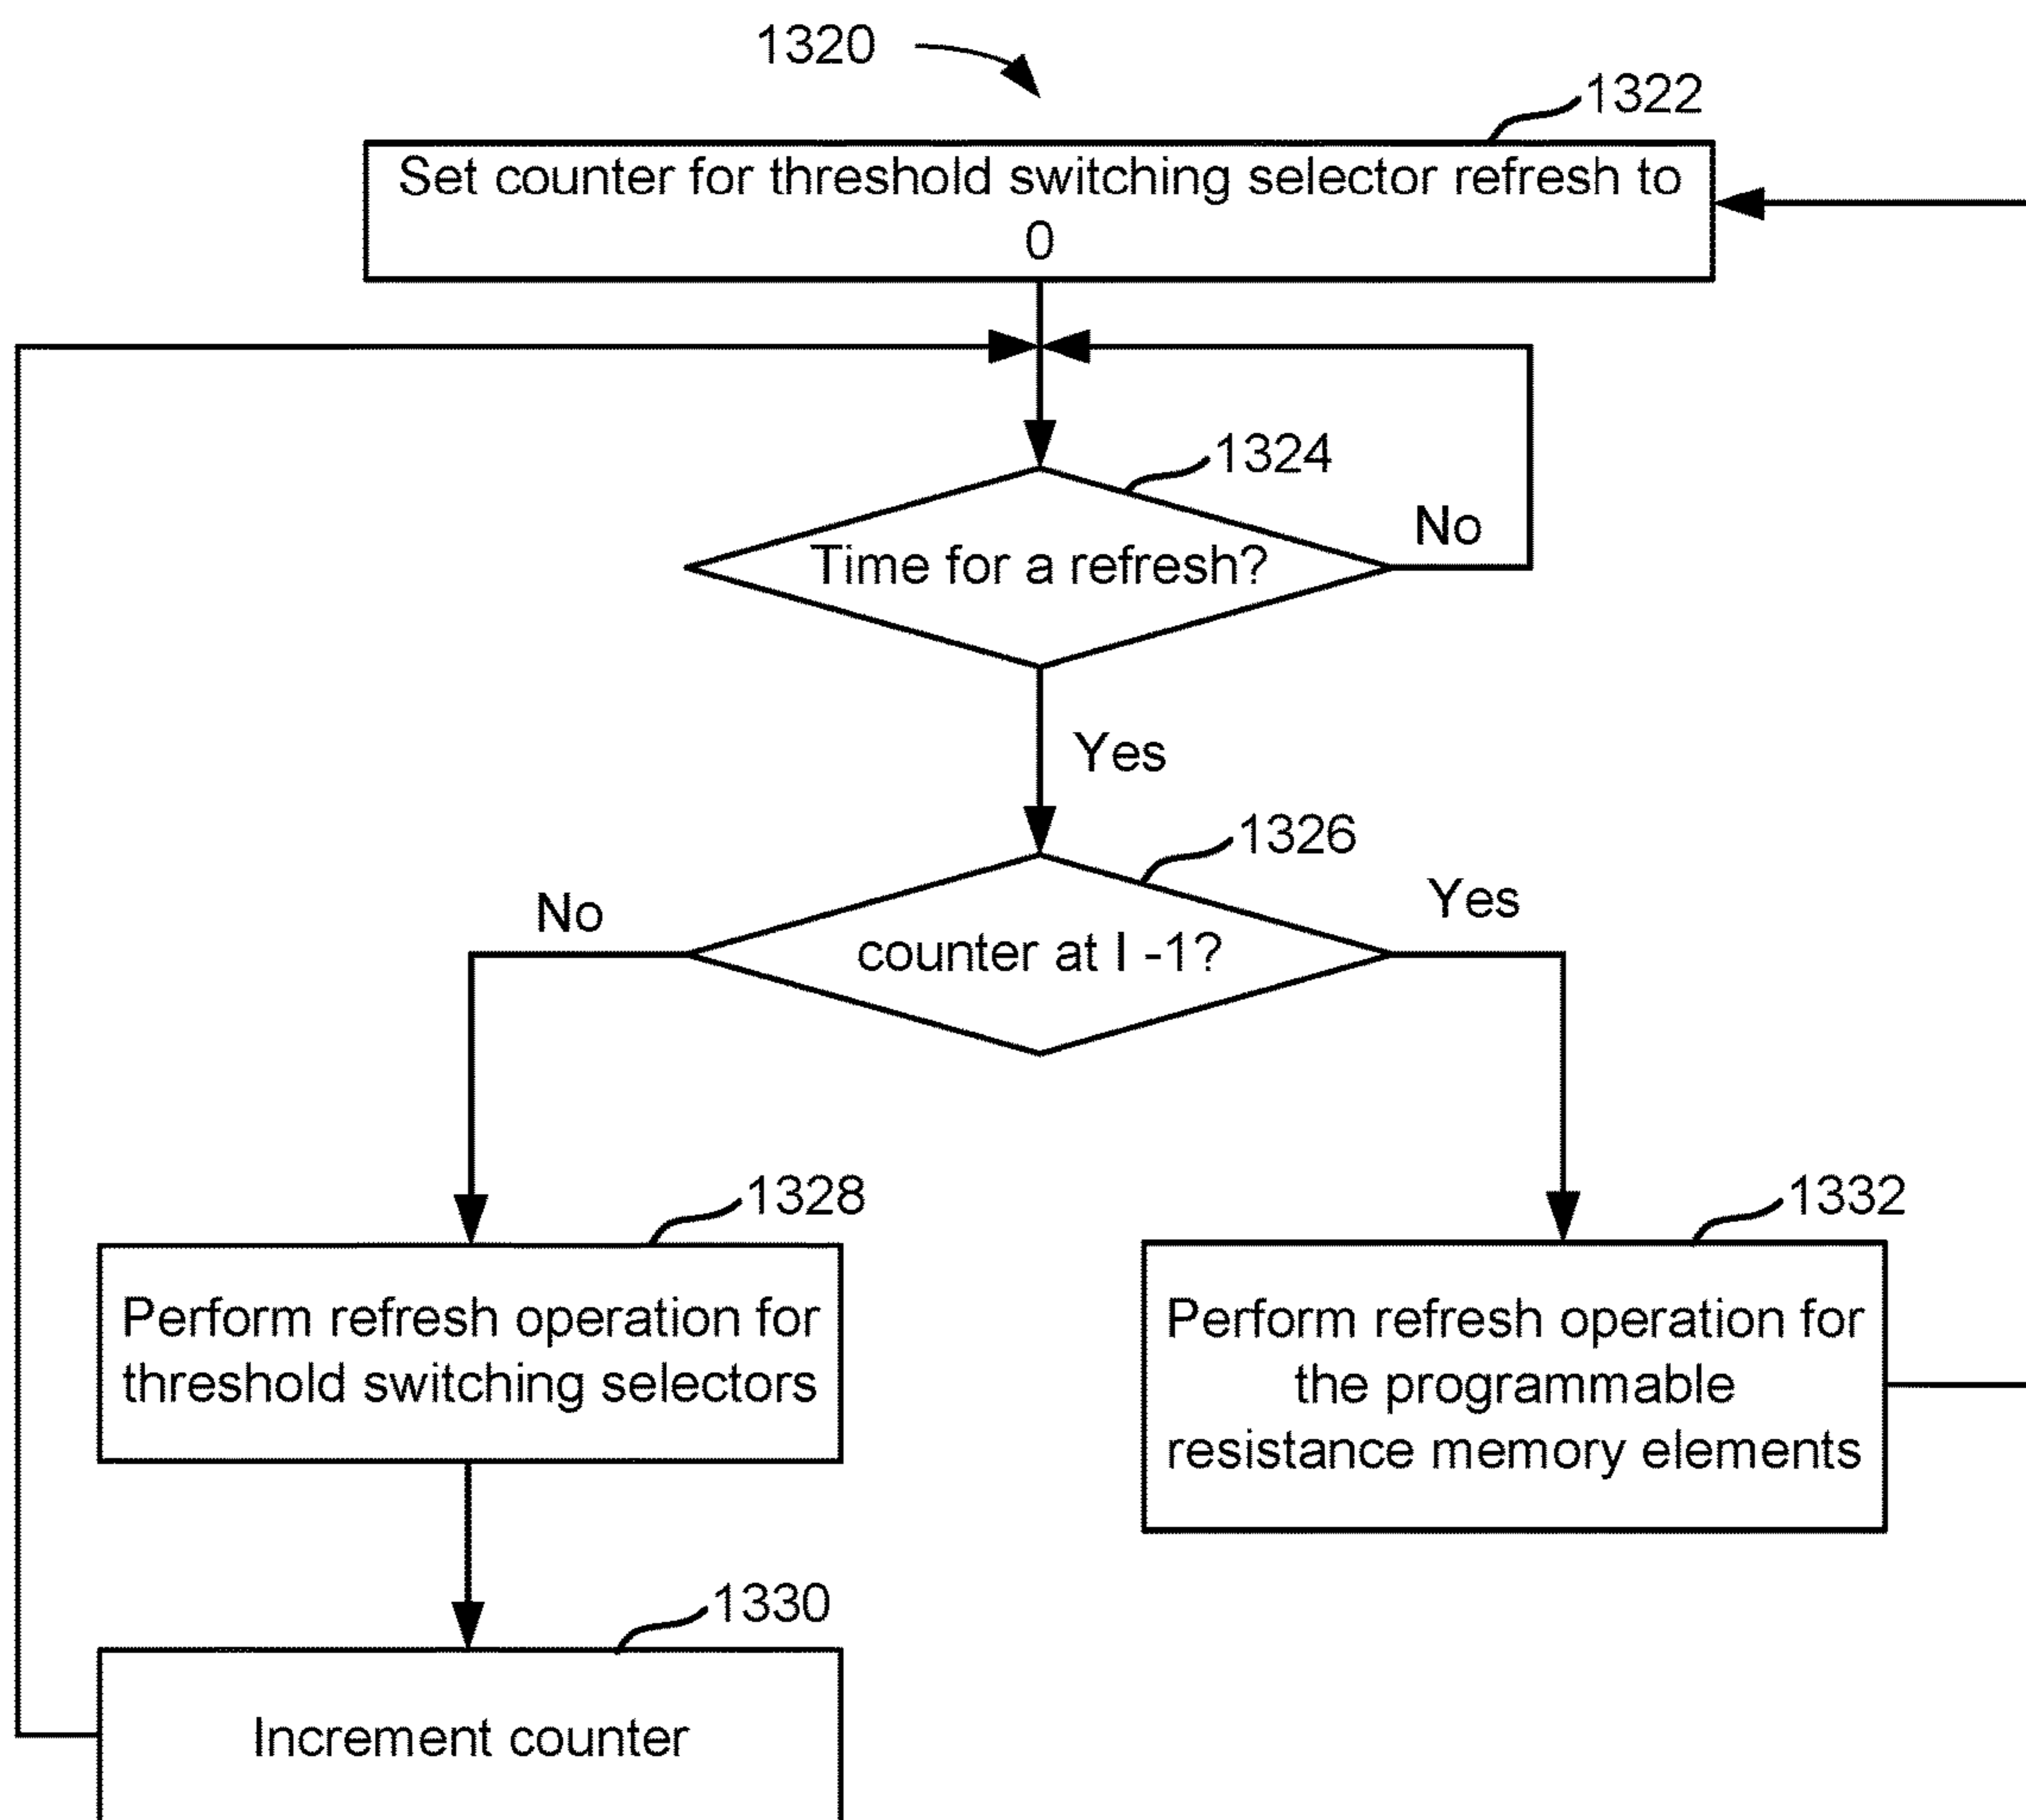 1320
1322
Set counter for threshold switching selector refresh to
0
1324
No
Time for a refresh?
Yes
1326
No
Yes
counter at I -1?
1328
1332
Perform refresh operation for
threshold switching selectors
Perform refresh operation for
the programmable
resistance memory elements
1330
Increment counter